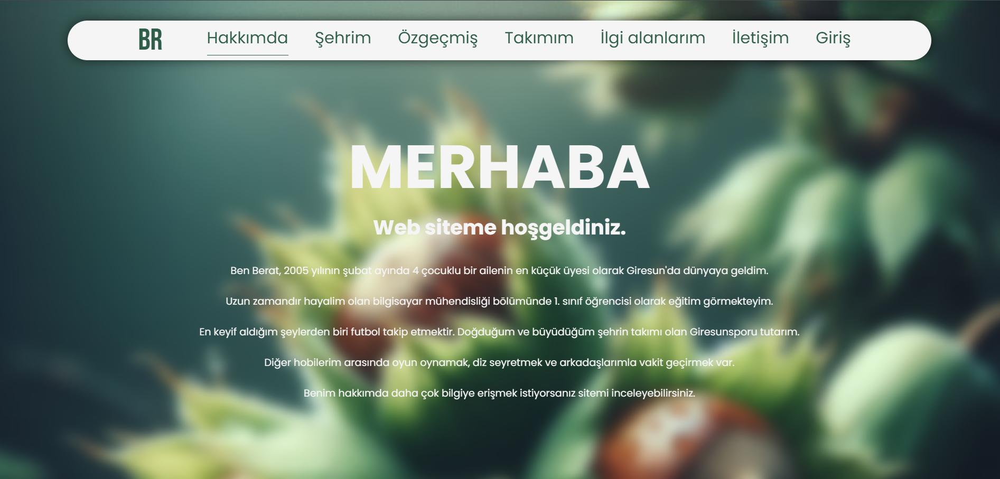 BR Hakkımda Şehrim Özgeçmiş Takımım İlgi alanlarım İletişim Giriş
MERHABA
Web siteme hoşgeldiniz.
Ben Berat, 2005 yılının şubat ayında 4 çocuklu bir ailenin en küçük üyesi olarak Giresun'da dünyaya geldim.
Uzun zamandır hayalim olan bilgisayar mühendisliği bölümünde 1. sınıf öğrencisi olarak eğitim görmekteyim.
En keyif aldığım şeylerden biri futbol takip etmektir. Doğduğum ve büyüdüğüm şehrin takımı olan Giresunsporu tutarım.
Diğer hobilerim arasında oyun oynamak, diz seyretmek ve arkadaşlarımla vakit geçirmek var.
Benim hakkımda daha çok bilgiye erişmek istiyorsanız sitemi inceleyebilirsiniz.